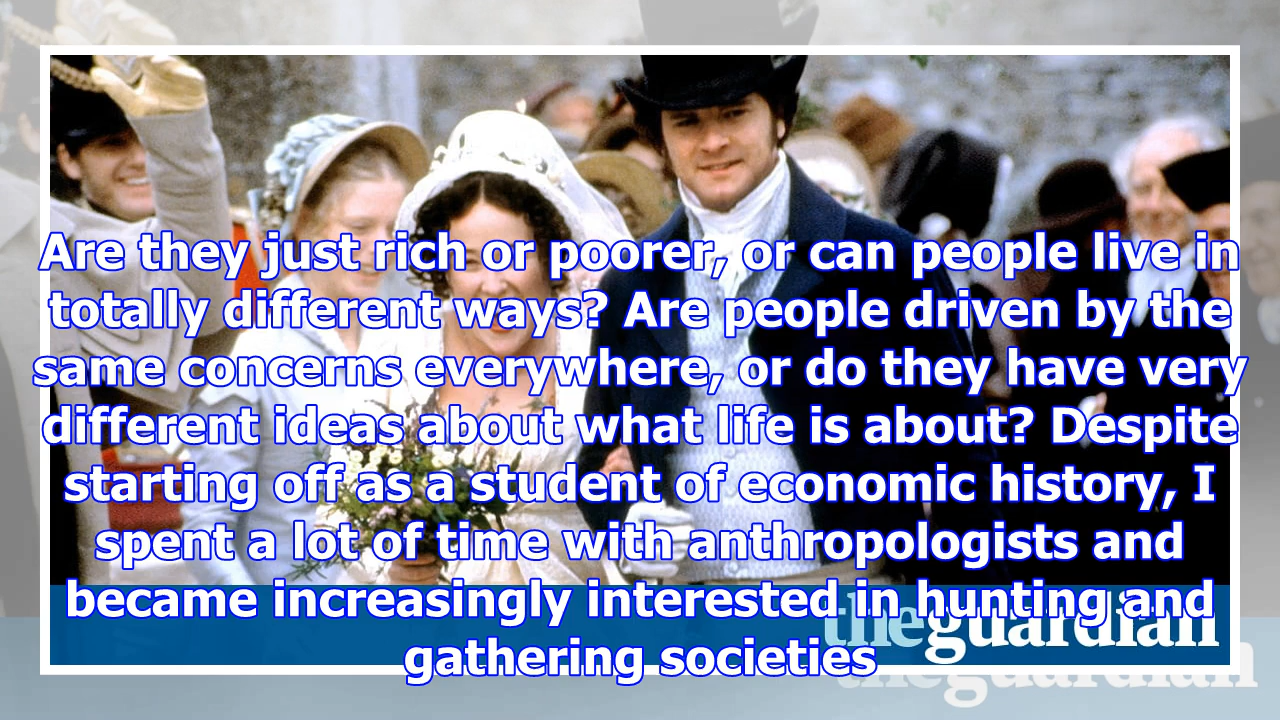 Are they just rich or poorer, or can people live in
totally different ways? Are people driven by the
same concerns everywhere, or do they have very
different ideas about what life is about? Despite
starting off as a student of economic history, I
spent a lot of time with anthropologists and
became increasingly interested in hunting and
gathering societies
theguardian
theguardian